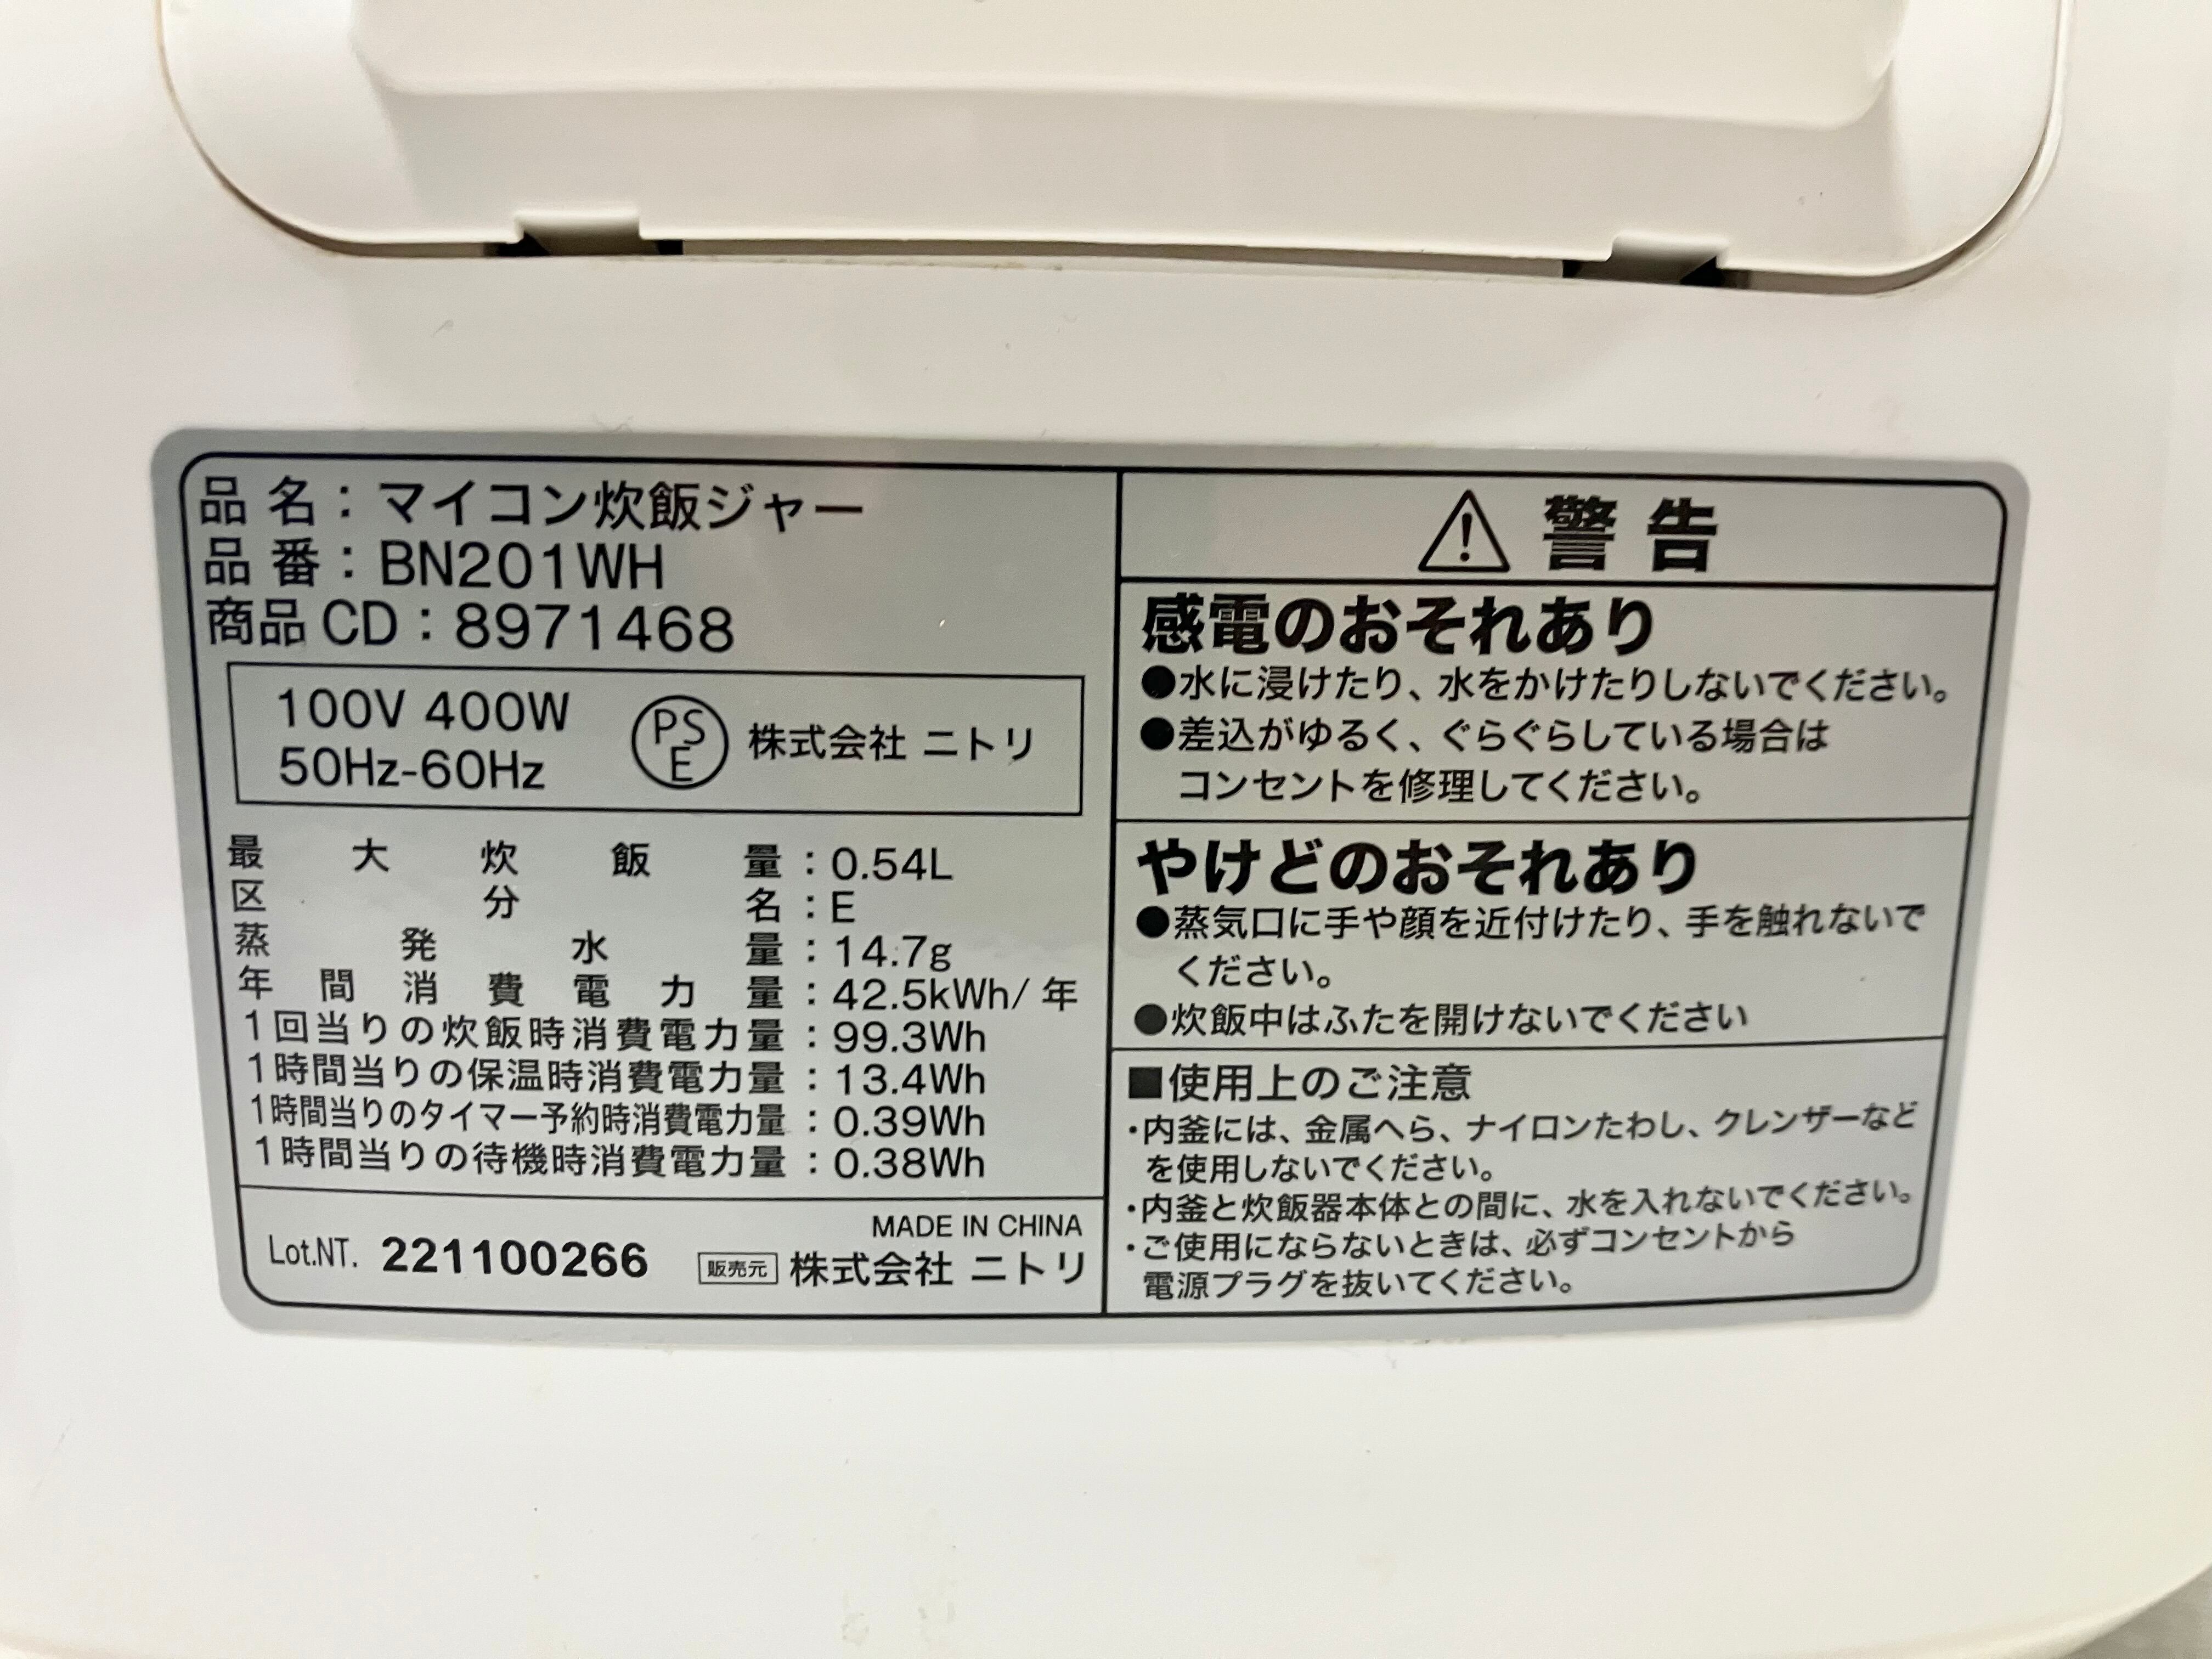 品名：マイコン炊飯ジャー
品番：BN201WH
商品CD：8971468
100V 400W
50Hz-60Hz
PSE
株式会社 ニトリ
最大炊飯量：0.54L
区分名：E
蒸発水量：14.7g
年間消費電力量：42.5kWh/年
1回当りの炊飯時消費電力量：99.3Wh
1時間当りの保温時消費電力量：13.4Wh
1時間当りのタイマー予約時消費電力量：0.39Wh
1時間当りの待機時消費電力量：0.38Wh
MADE IN CHINA
Lot.NT. 221100266 販売元 株式会社 ニトリ
警告
感電のおそれあり
●水に浸けたり、水をかけたりしないでください。
●差込がゆるく、ぐらぐらしている場合は
コンセントを修理してください。
やけどのおそれあり
●蒸気口に手や顔を近付けたり、手を触れないで
ください。
●炊飯中はふたを開けないでください
■使用上のご注意
・内釜には、金属へら、ナイロンたわし、クレンザーなど
を使用しないでください。
・内釜と炊飯器本体との間に、水を入れないでください。
・ご使用にならないときは、必ずコンセントから
電源プラグを抜いてください。